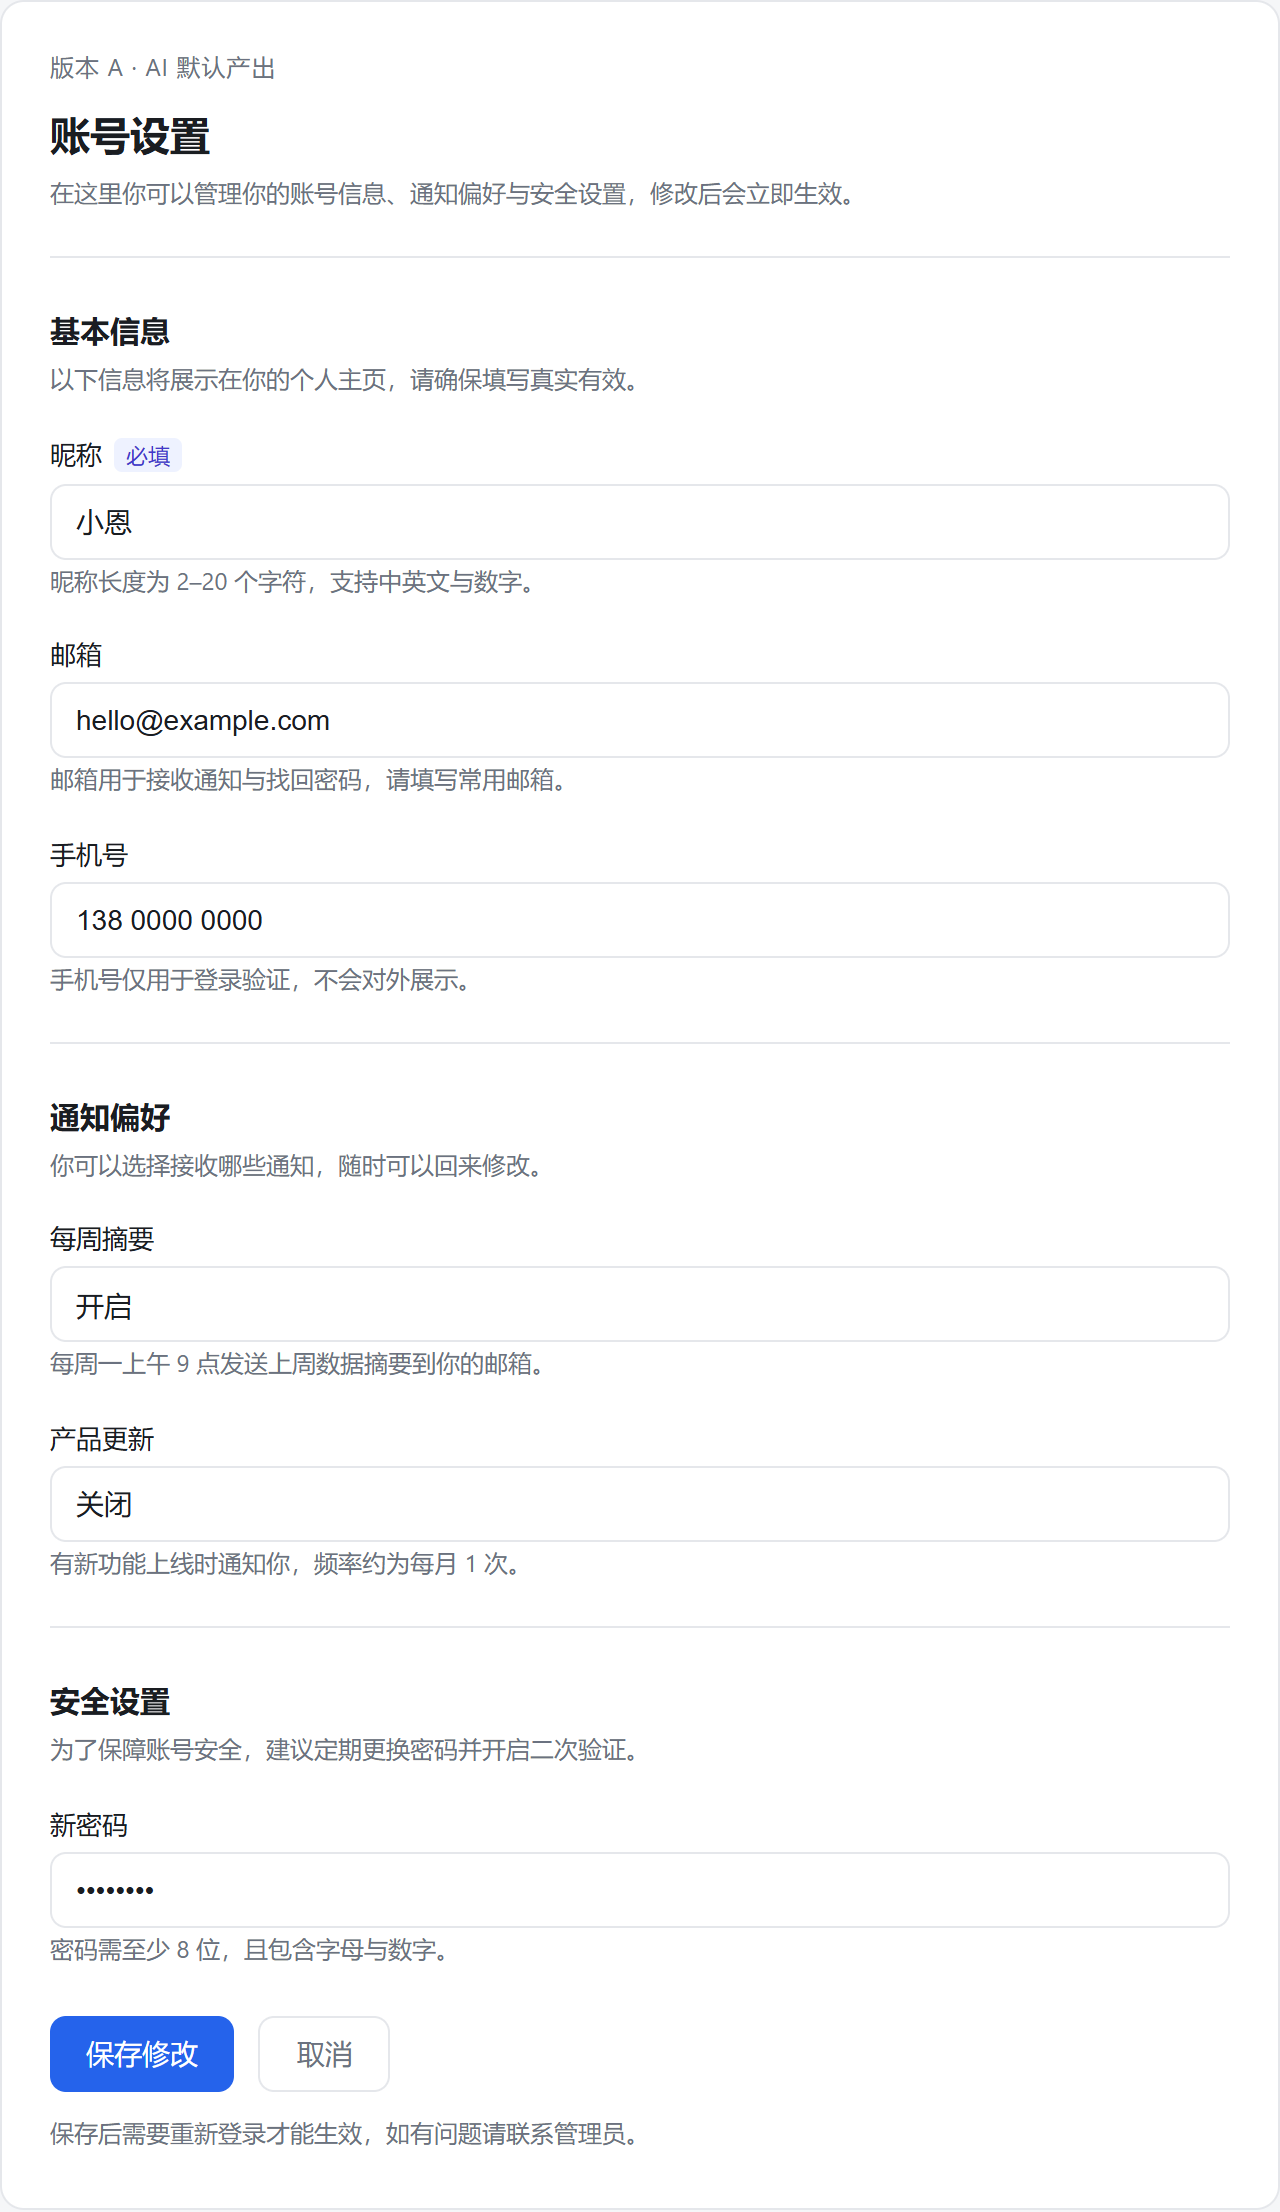 版本 A · AI 默认产出
账号设置
在这里你可以管理你的账号信息、通知偏好与安全设置，修改后会立即生效。
基本信息
以下信息将展示在你的个人主页，请确保填写真实有效。
昵称 必填
小恩
昵称长度为 2–20 个字符，支持中英文与数字。
邮箱
hello@example.com
邮箱用于接收通知与找回密码，请填写常用邮箱。
手机号
138 0000 0000
手机号仅用于登录验证，不会对外展示。
通知偏好
你可以选择接收哪些通知，随时可以回来修改。
每周摘要
开启
每周一上午 9 点发送上周数据摘要到你的邮箱。
产品更新
关闭
有新功能上线时通知你，频率约为每月 1 次。
安全设置
为了保障账号安全，建议定期更换密码并开启二次验证。
新密码
••••••••
密码需至少 8 位，且包含字母与数字。
保存修改 取消
保存后需要重新登录才能生效，如有问题请联系管理员。